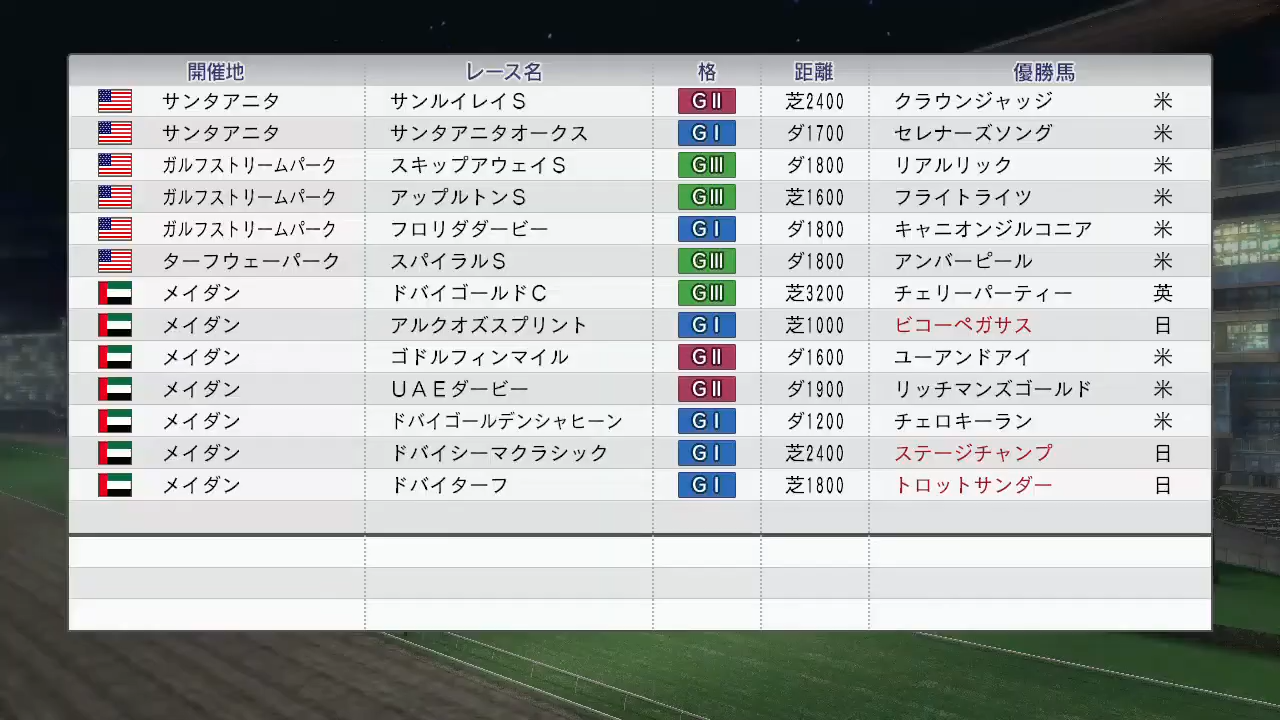 開催地 レース名 格 距離 優勝馬
サンタアニタ サンルイレイS GⅡ 芝2400 クラウンジャッジ 米
サンタアニタ サンタアニタオークス GⅠ ダ1700 セレナーズソング 米
ガルフストリームパーク スキップアウェイS GⅢ ダ1800 リアルリック 米
ガルフストリームパーク アップルトンS GⅢ 芝1600 フライトライツ 米
ガルフストリームパーク フロリダダービー GⅠ ダ1800 キャニオンジルコニア 米
ターフウェーパーク スパイラルS GⅢ ダ1800 アンバーピール 米
メイダン ドバイゴールドC GⅢ 芝3200 チェリーパーティー 英
メイダン アルクオズスプリント GⅠ 芝1000 ビコーペガサス 日
メイダン ゴドルフィンマイル GⅡ ダ1600 ユーアンドアイ 米
メイダン UAEダービー GⅡ ダ1900 リッチマンズゴールド 米
メイダン ドバイゴールデンシャヒーン GⅠ ダ1200 チェロキーラン 米
メイダン ドバイシーマクラシック GⅠ 芝2400 ステージチャンプ 日
メイダン ドバイターフ GⅠ 芝1800 トロットサンダー 日